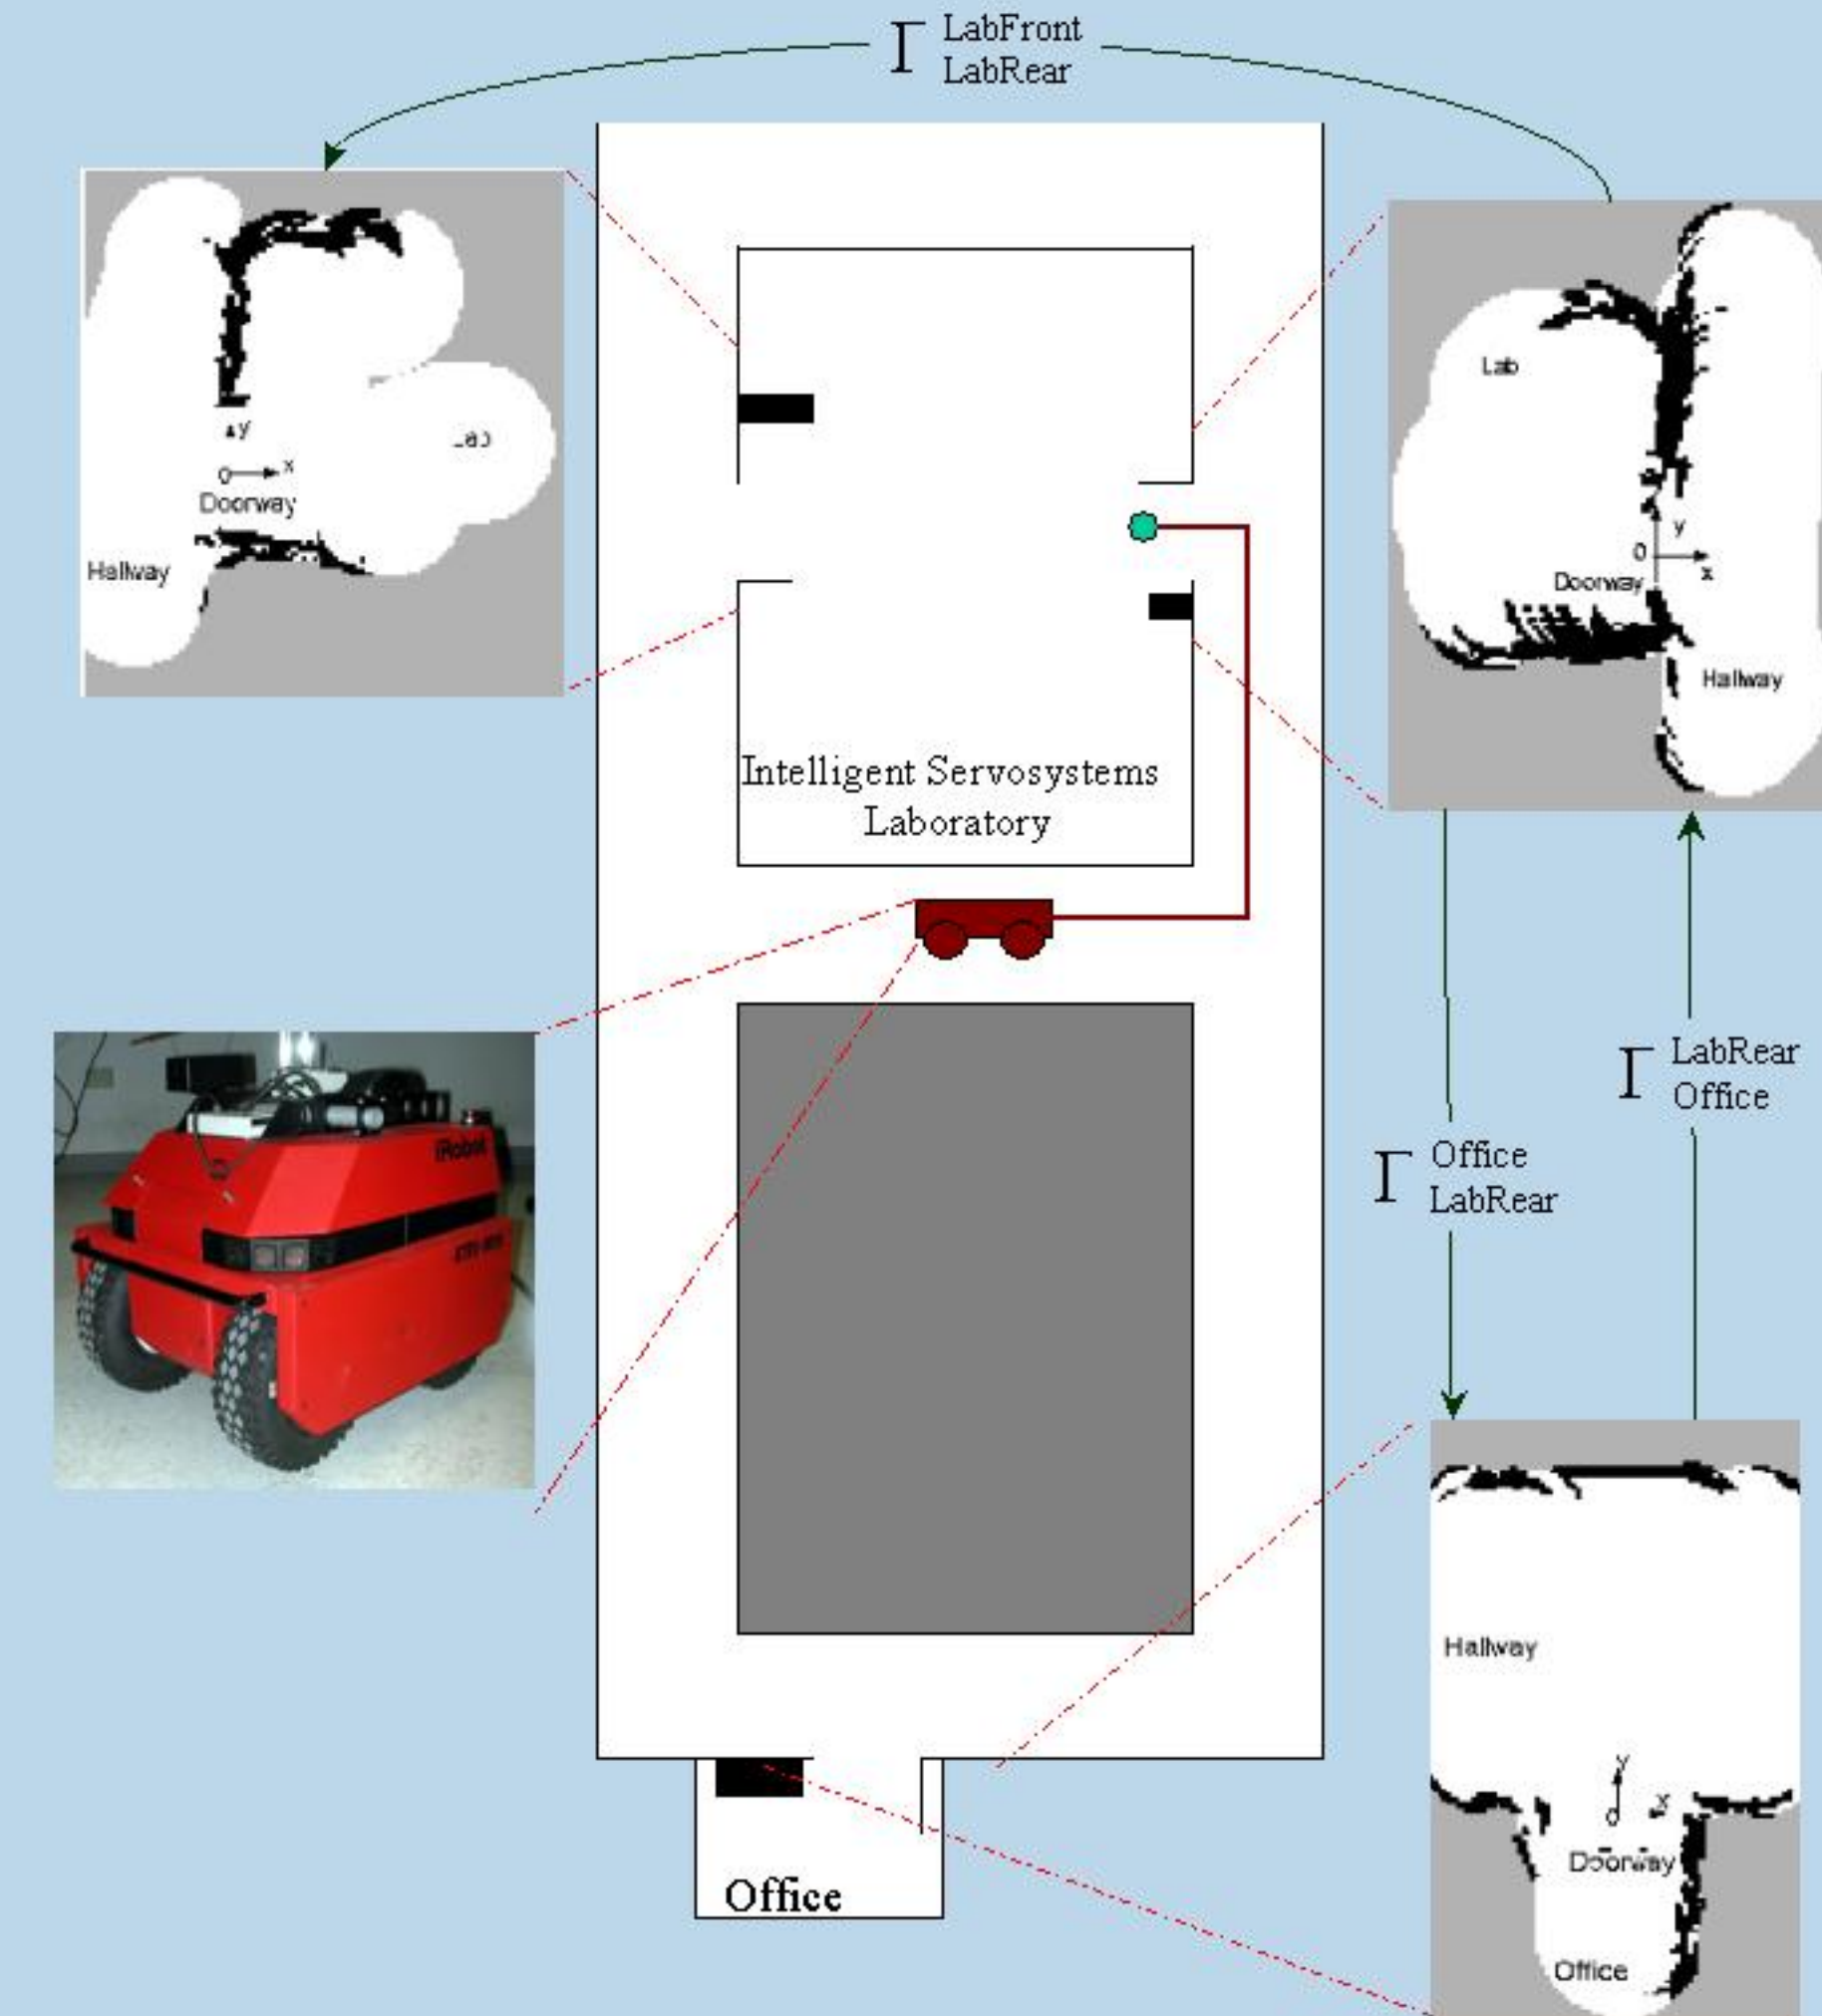 Γ LabFront
LabRear
y
0 x
Doorway
Hallway
Lab
y
0
x
Doorway
Hallway
Intelligent Servosystems
Laboratory
iRobot
Γ LabRear
Office
Γ Office
LabRear
Hallway
y
x
0
Doorway
Office
Office